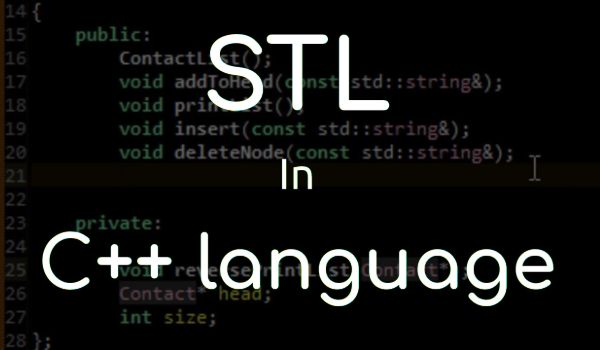 14 {
15 public:
16 ContactList();
17 void addToHead(const std::string&);
STL
18 void printList();
19 void insert(const std::string&);
20 void deleteNode(const std::string&);
In
21
22
23 private:
24
C++ language
25 void reversePrintList(Contact*);
26 Contact* head;
27 int size;
28 };